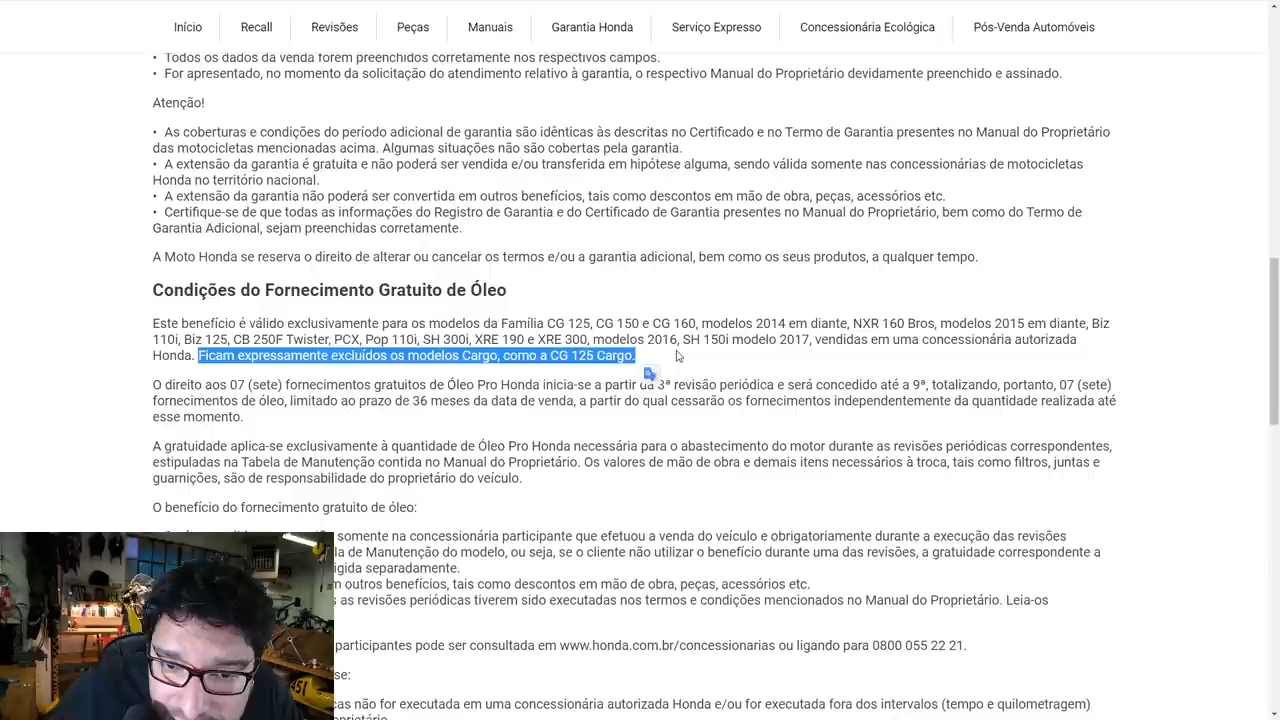 Início Recall Revisões Peças Manuais Garantia Honda Serviço Expresso Concessionária Ecológica Pós-Venda Automóveis
• Todos os dados da venda forem preenchidos corretamente nos respectivos campos.
• For apresentado, no momento da solicitação do atendimento relativo à garantia, o respectivo Manual do Proprietário devidamente preenchido e assinado.
Atenção!
• As coberturas e condições do período adicional de garantia são idênticas às descritas no Certificado e no Termo de Garantia presentes no Manual do Proprietário
das motocicletas mencionadas acima. Algumas situações não são cobertas pela garantia.
• A extensão da garantia é gratuita e não poderá ser vendida e/ou transferida em hipótese alguma, sendo válida somente nas concessionárias de motocicletas
Honda no território nacional.
• A extensão da garantia não poderá ser convertida em outros benefícios, tais como descontos em mão de obra, peças, acessórios etc.
• Certifique-se de que todas as informações do Registro de Garantia e do Certificado de Garantia presentes no Manual do Proprietário, bem como do Termo de
Garantia Adicional, sejam preenchidas corretamente.
A Moto Honda se reserva o direito de alterar ou cancelar os termos e/ou a garantia adicional, bem como os seus produtos, a qualquer tempo.
Condições do Fornecimento Gratuito de Óleo
Este benefício é válido exclusivamente para os modelos da Família CG 125, CG 150 e CG 160, modelos 2014 em diante, NXR 160 Bros, modelos 2015 em diante, Biz
110i, Biz 125, CB 250F Twister, PCX, Pop 110i, SH 300i, XRE 190 e XRE 300, modelos 2016, SH 150i modelo 2017, vendidas em uma concessionária autorizada
Honda. Ficam expressamente excluídos os modelos Cargo, como a CG 125 Cargo.
O direito aos 07 (sete) fornecimentos gratuitos de Óleo Pro Honda inicia-se a partir da 3ª revisão periódica e será concedido até a 9ª, totalizando, portanto, 07 (sete)
fornecimentos de óleo, limitado ao prazo de 36 meses da data de venda, a partir do qual cessarão os fornecimentos independentemente da quantidade realizada até
esse momento.
A gratuidade aplica-se exclusivamente à quantidade de Óleo Pro Honda necessária para o abastecimento do motor durante as revisões periódicas correspondentes,
estipuladas na Tabela de Manutenção contida no Manual do Proprietário. Os valores de mão de obra e demais itens necessários à troca, tais como filtros, juntas e
guarnições, são de responsabilidade do proprietário do veículo.
O benefício do fornecimento gratuito de óleo:
somente na concessionária participante que efetuou a venda do veículo e obrigatoriamente durante a execução das revisões
la de Manutenção do modelo, ou seja, se o cliente não utilizar o benefício durante uma das revisões, a gratuidade correspondente a
igida separadamente.
m outros benefícios, tais como descontos em mão de obra, peças, acessórios etc.
s as revisões periódicas tiverem sido executadas nos termos e condições mencionados no Manual do Proprietário. Leia-os
participantes pode ser consultada em www.honda.com.br/concessionarias ou ligando para 0800 055 22 21.
se:
cas não for executada em uma concessionária autorizada Honda e/ou for executada fora dos intervalos (tempo e quilometragem)